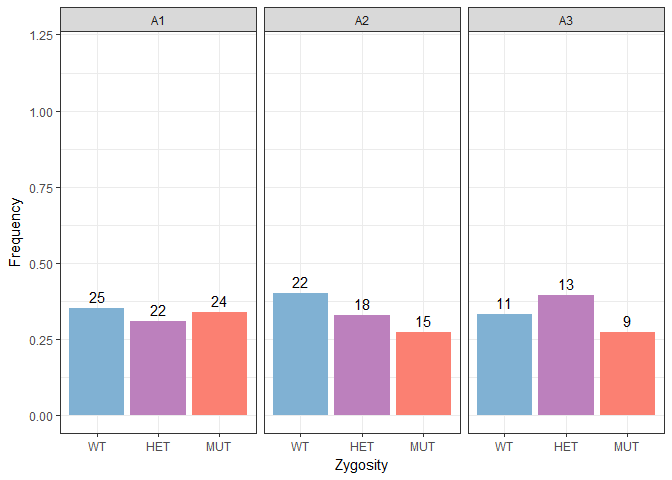 A1 A2 A3
1.25
1.00
0.75
0.50
0.25
0.00
Frequency
25 22 24 22 18 15 11 13 9
WT HET MUT WT HET MUT WT HET MUT
Zygosity